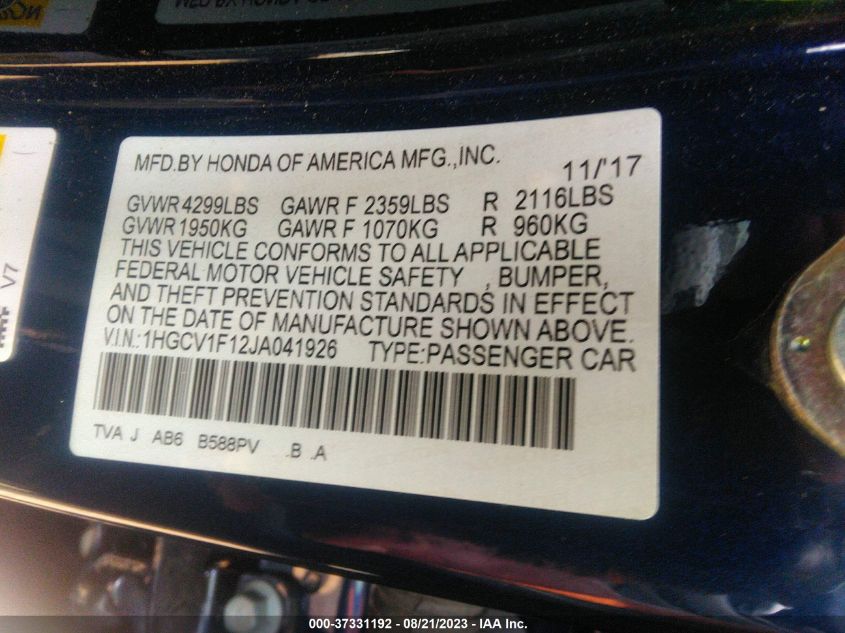 MFD.BY HONDA OF AMERICA MFG.,INC. 11/'17
GVWR 4299LBS GAWR F 2359LBS R 2116LBS
GVWR 1950KG GAWR F 1070KG R 960KG
THIS VEHICLE CONFORMS TO ALL APPLICABLE
FEDERAL MOTOR VEHICLE SAFETY , BUMPER,
AND THEFT PREVENTION STANDARDS IN EFFECT
ON THE DATE OF MANUFACTURE SHOWN ABOVE.
V.I.N.:1HGCV1F12JA041926 TYPE:PASSENGER CAR
TVA J AB6 B588PV .B .A
V7
000-37331192 - 08/21/2023 - IAA Inc.